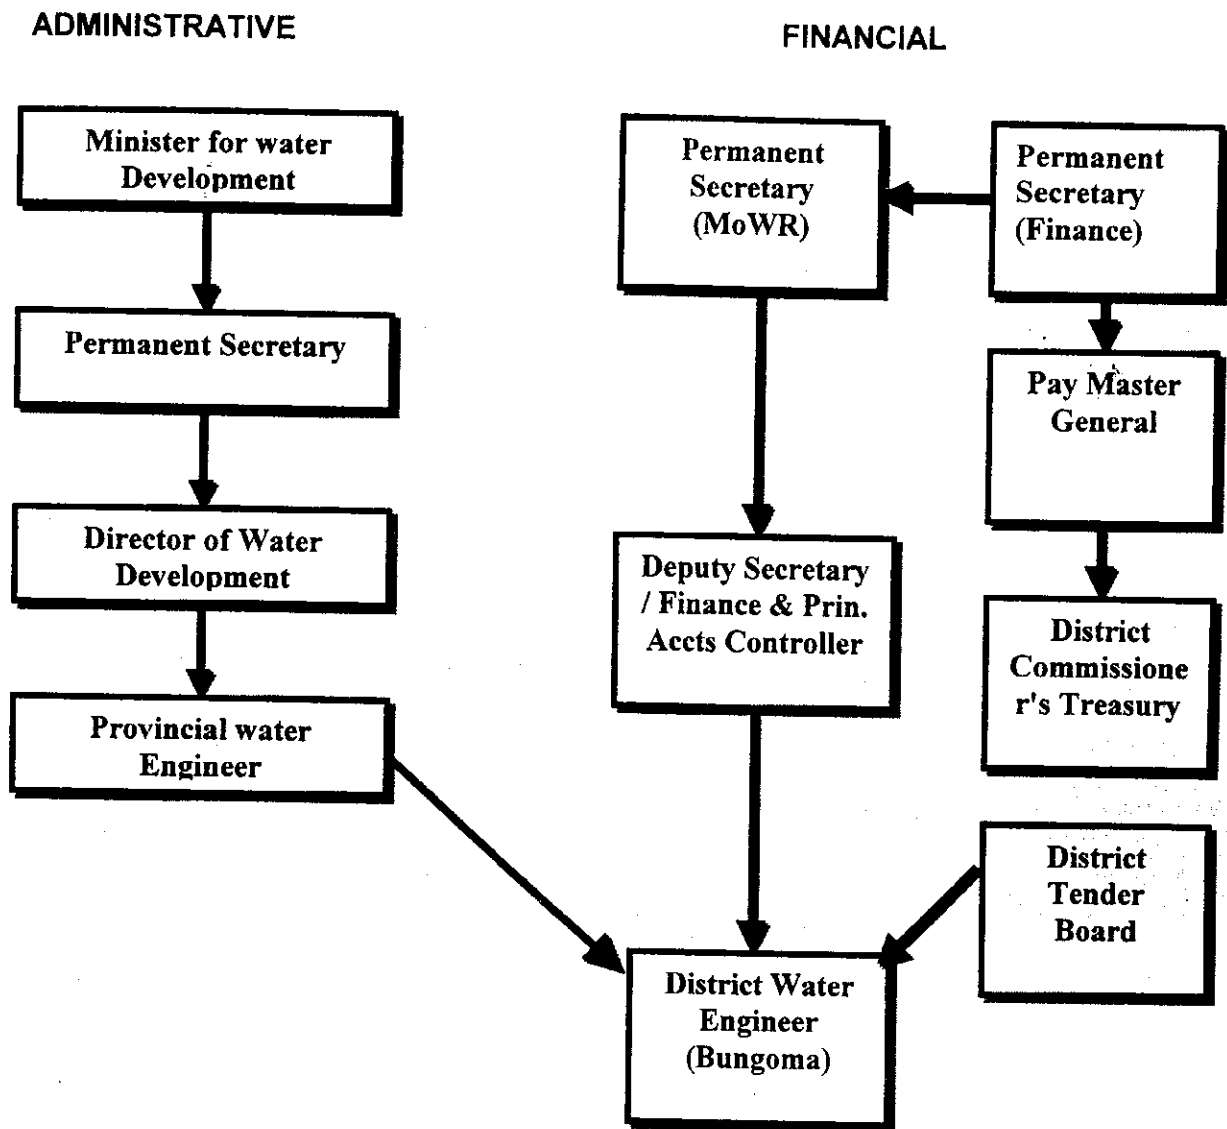 ADMINISTRATIVE
Minister for water
Development
Permanent Secretary
Director of Water
Development
Provincial water
Engineer
FINANCIAL
Permanent
Secretary
(MoWR)
Permanent
Secretary
(Finance)
Pay Master
General
Deputy Secretary
/ Finance & Prin.
Accts Controller
District
Commissione
r's Treasury
District
Tender
Board
District Water
Engineer
(Bungoma)